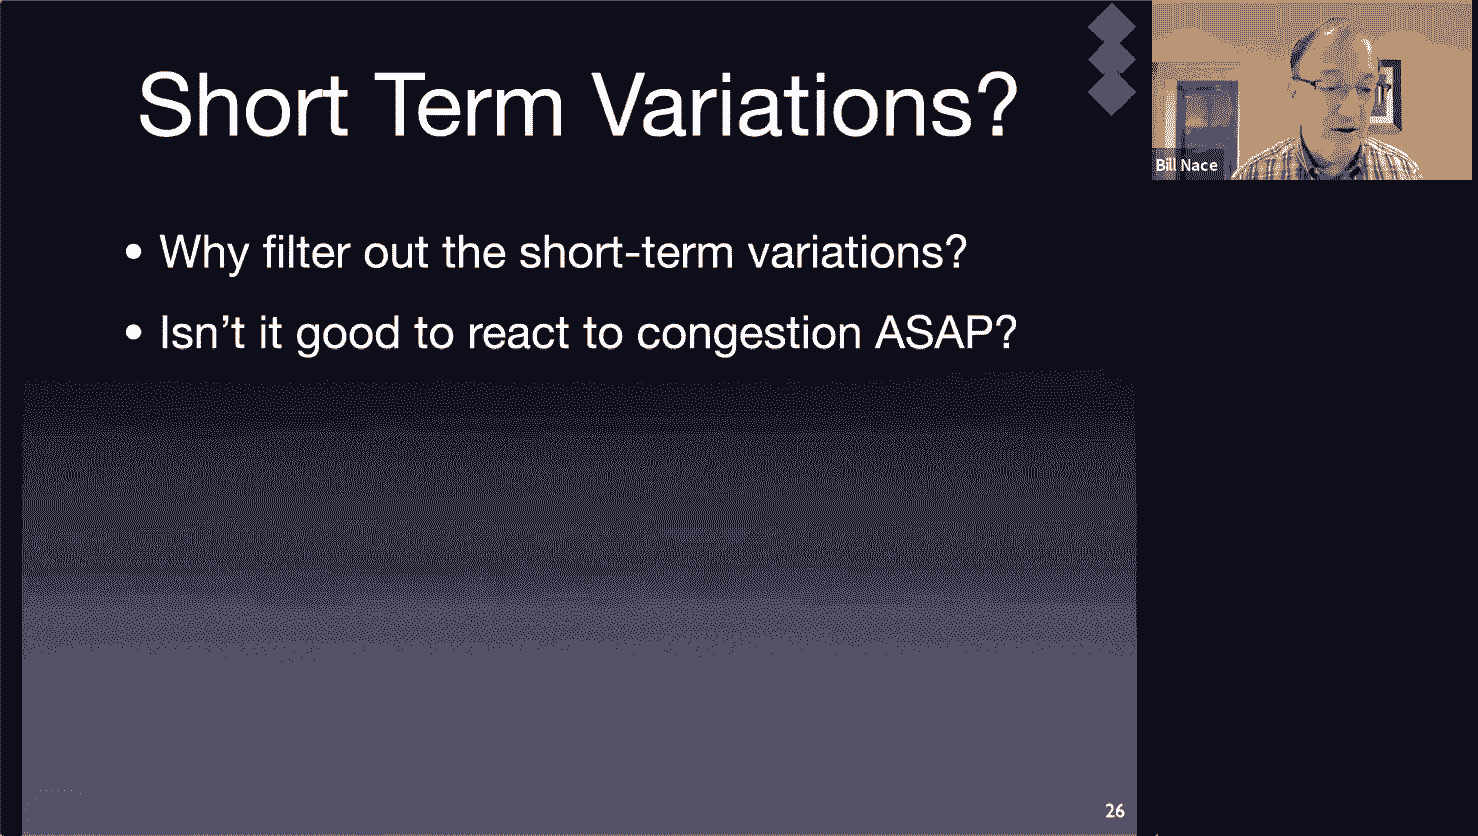 Short Term Variations?
Bill Nace
• Why filter out the short-term variations?
• Isn't it good to react to congestion ASAP?
26